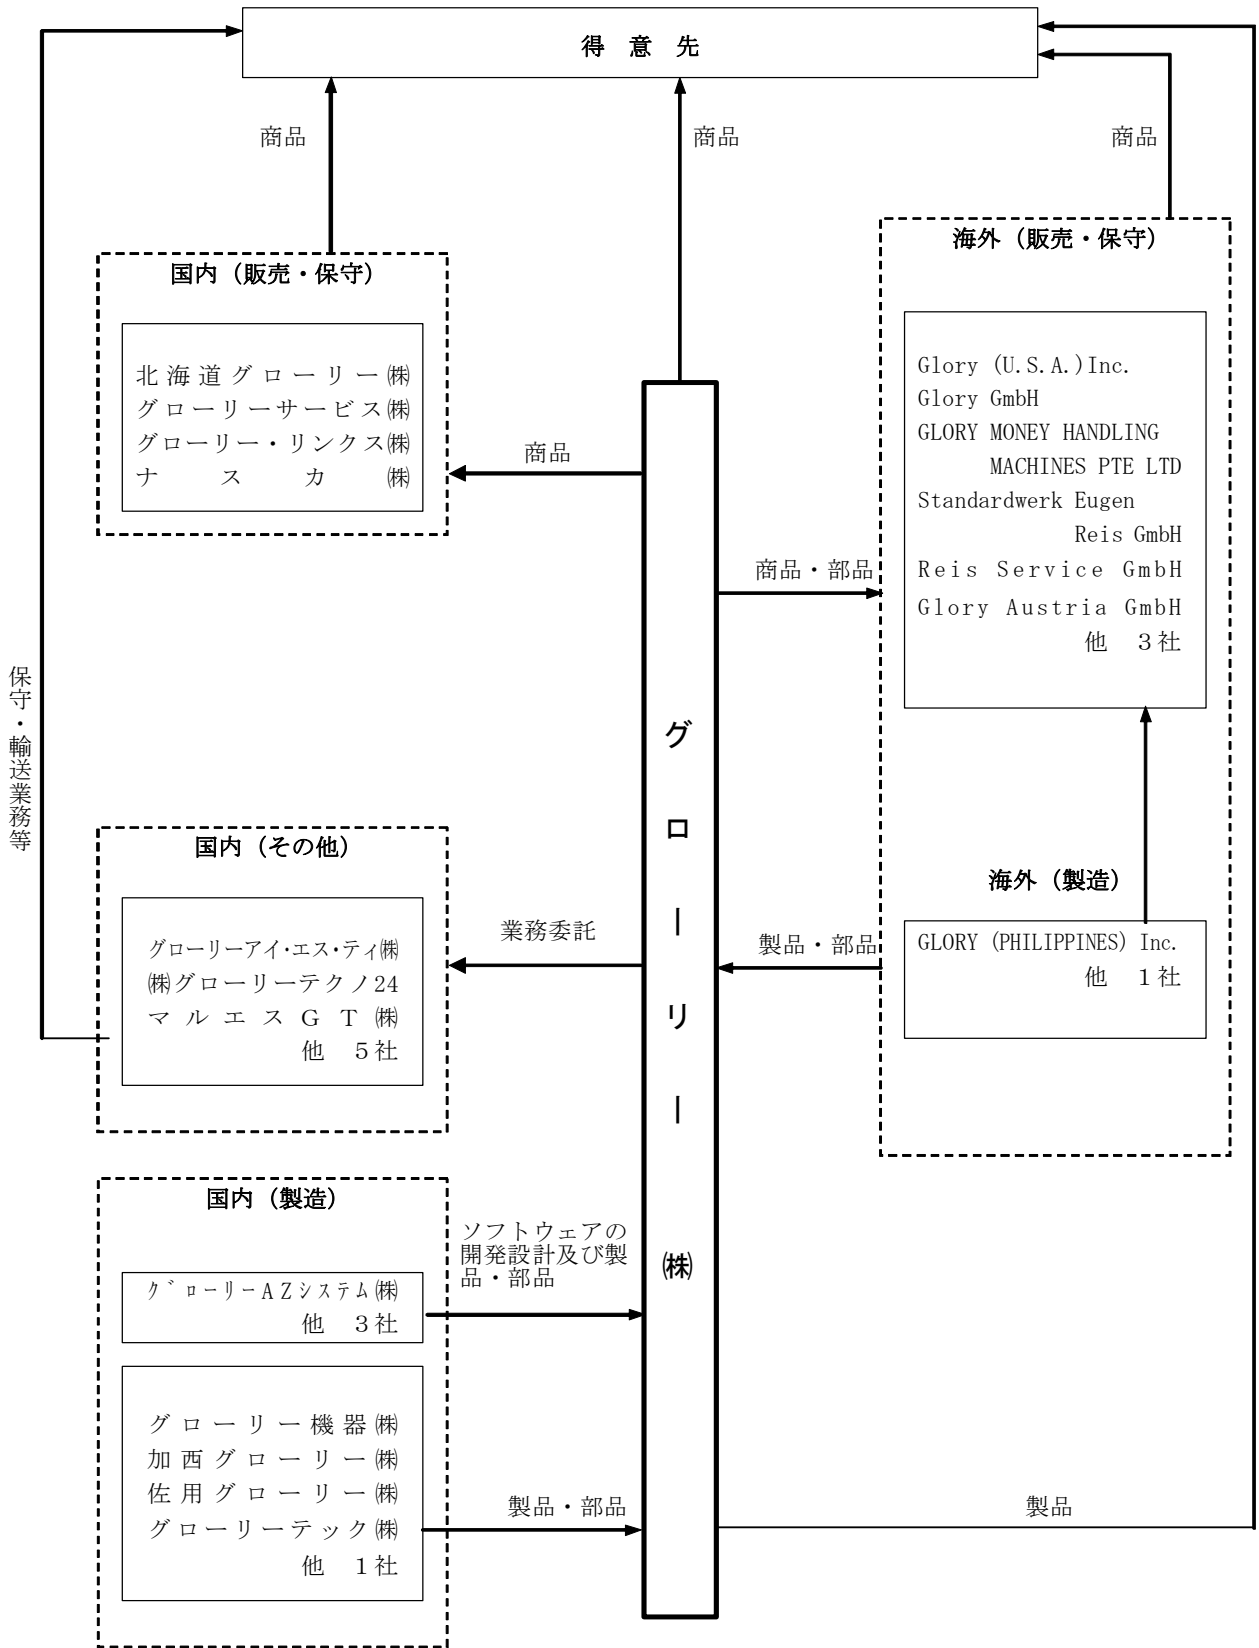 得 意 先
商品
商品
商品
国内（販売・保守）
北海道グローリー㈱
グローリーサービス㈱
グローリー・リンクス㈱
ナスカ㈱
商品
海外（販売・保守）
Glory (U.S.A.)Inc.
Glory GmbH
GLORY MONEY HANDLING
MACHINES PTE LTD
Standardwerk Eugen
Reis GmbH
Reis Service GmbH
Glory Austria GmbH
他 3社
商品・部品
保守・輸送業務等
グローリー㈱
国内（その他）
グローリーアイ・エス・ティ㈱
㈱グローリーテクノ24
マルエスＧＴ㈱
他 5社
業務委託
海外（製造）
GLORY (PHILIPPINES) Inc.
他 1社
製品・部品
国内（製造）
グローリーＡＺシステム㈱
他 3社
ソフトウェアの
開発設計及び製
品・部品
グローリー機器㈱
加西グローリー㈱
佐用グローリー㈱
グローリーテック㈱
他 1社
製品・部品
製品